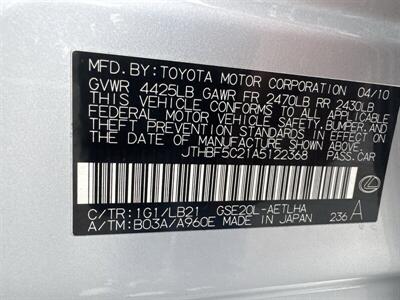 MFD. BY: TOYOTA MOTOR CORPORATION 04/10
GVWR 4425LB GAWR FR 2470LB RR 2430LB
THIS VEHICLE CONFORMS TO ALL APPLICABLE
FEDERAL MOTOR VEHICLE SAFETY, BUMPER, AND
THEFT PREVENTION STANDARDS IN EFFECT ON
THE DATE OF MANUFACTURE SHOWN ABOVE.
JTHBF5C21A5122368 PASS.CAR
C/TR: 1G1/LB21 GSE20L-AETLHA
A/TM: B03A/A960E MADE IN JAPAN 236 A